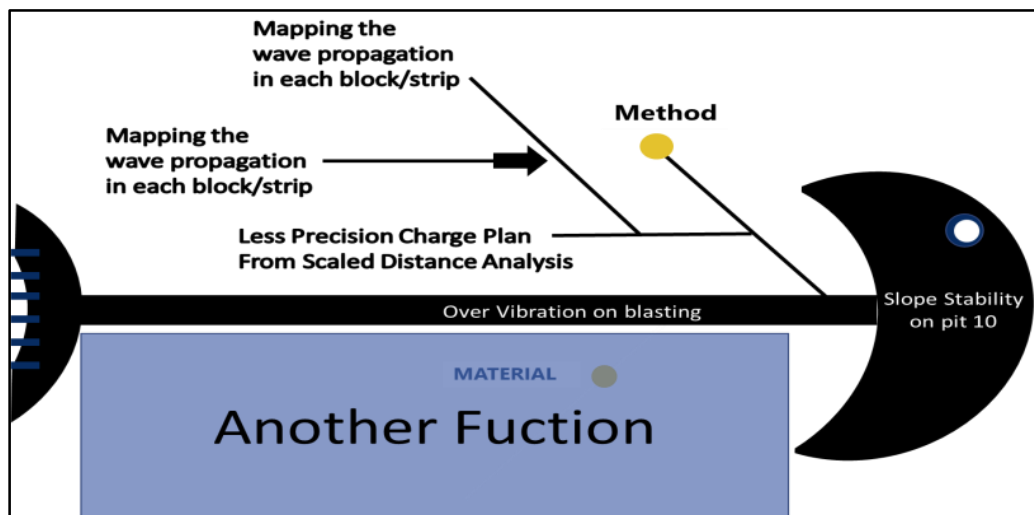 Mapping the
wave propagation
in each block/strip
Method
Mapping the
wave propagation
in each block/strip
Less Precision Charge Plan
From Scaled Distance Analysis
Over Vibration on blasting
Slope Stability
on pit 10
MATERIAL
Another Fuction